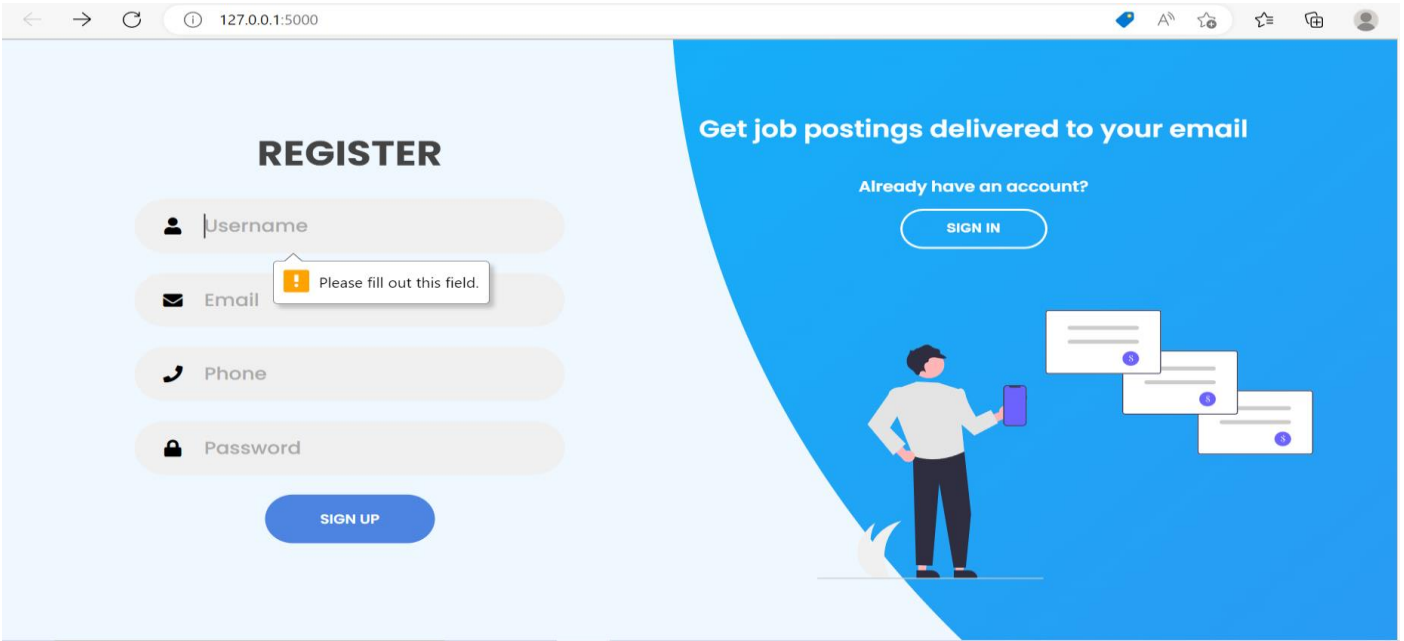 127.0.0.1:5000
REGISTER
Username
Please fill out this field.
Email
Phone
Password
SIGN UP
Get job postings delivered to your email
Already have an account?
SIGN IN